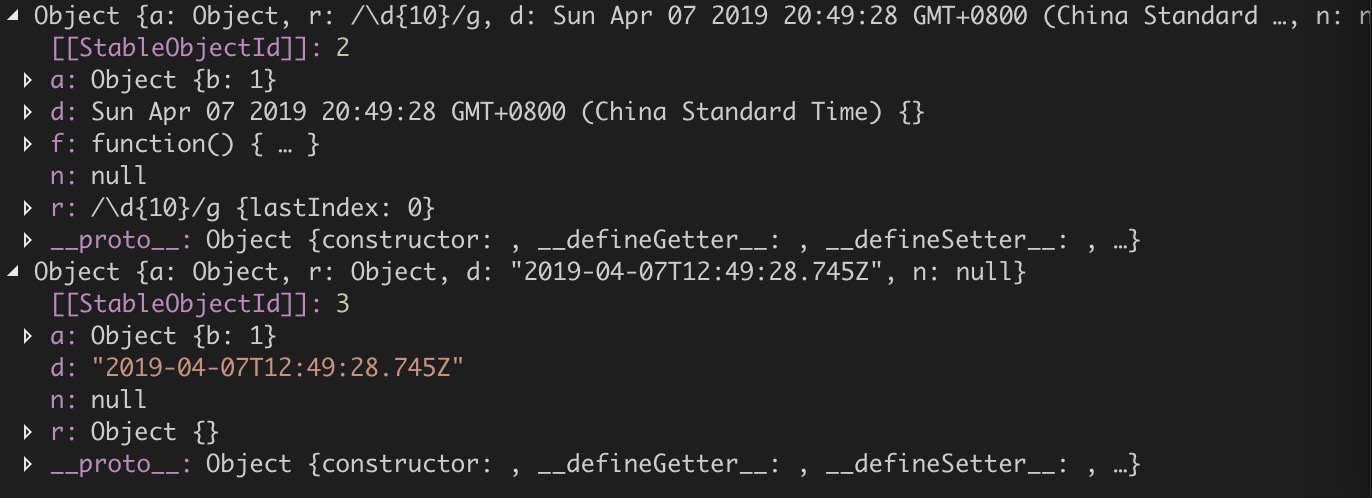 Object {a: Object, r: /\d{10}/g, d: Sun Apr 07 2019 20:49:28 GMT+0800 (China Standard …, n: n
[[StableObjectId]]: 2
a: Object {b: 1}
d: Sun Apr 07 2019 20:49:28 GMT+0800 (China Standard Time) {}
f: function() { … }
n: null
r: /\d{10}/g {lastIndex: 0}
__proto__: Object {constructor: , __defineGetter__: , __defineSetter__: , …}
Object {a: Object, r: Object, d: "2019-04-07T12:49:28.745Z", n: null}
[[StableObjectId]]: 3
a: Object {b: 1}
d: "2019-04-07T12:49:28.745Z"
n: null
r: Object {}
__proto__: Object {constructor: , __defineGetter__: , __defineSetter__: , …}